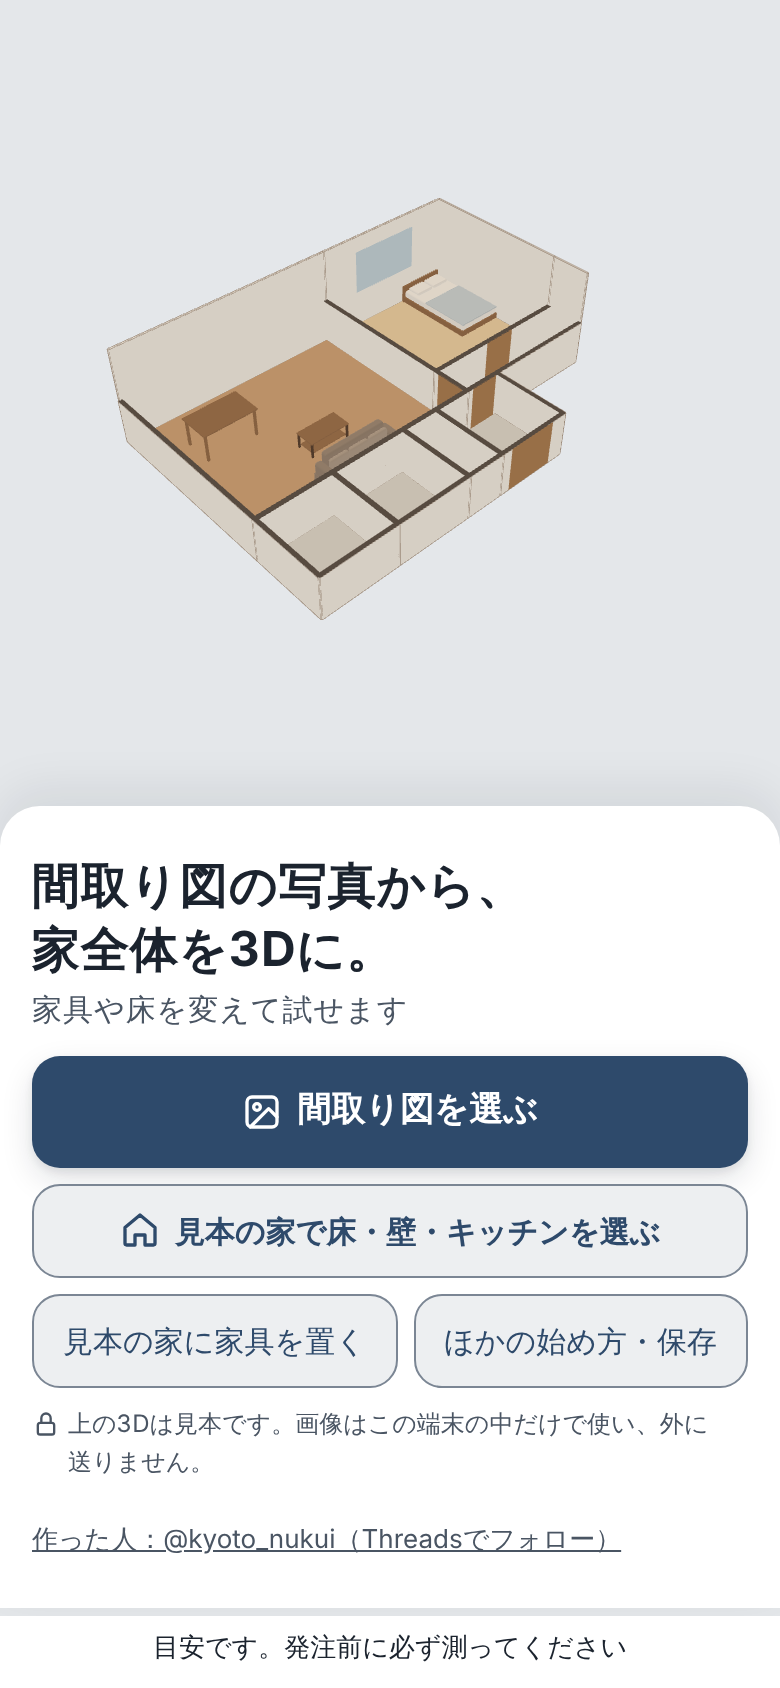 間取り図の写真から、
家全体を3Dに。
家具や床を変えて試せます
間取り図を選ぶ
見本の家で床・壁・キッチンを選ぶ
見本の家に家具を置く
ほかの始め方・保存
上の3Dは見本です。画像はこの端末の中だけで使い、外に
送りません。
作った人：@kyoto_nukui（Threadsでフォロー）
目安です。発注前に必ず測ってください